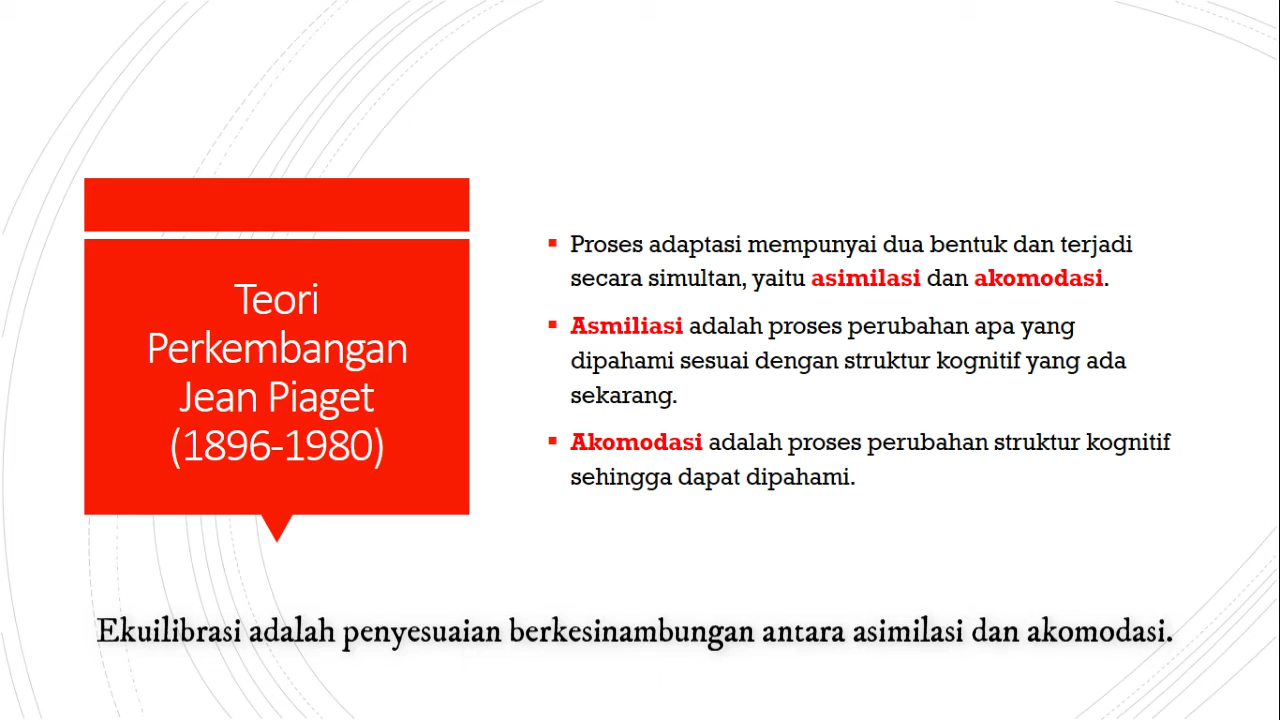 Teori
Perkembangan
Jean Piaget
(1896-1980)
Proses adaptasi mempunyai dua bentuk dan terjadi
secara simultan, yaitu asimilasi dan akomodasi.
Asmiliasi adalah proses perubahan apa yang
dipahami sesuai dengan struktur kognitif yang ada
sekarang.
Akomodasi adalah proses perubahan struktur kognitif
sehingga dapat dipahami.
Ekuilibrasi adalah penyesuaian berkesinambungan antara asimilasi dan akomodasi.